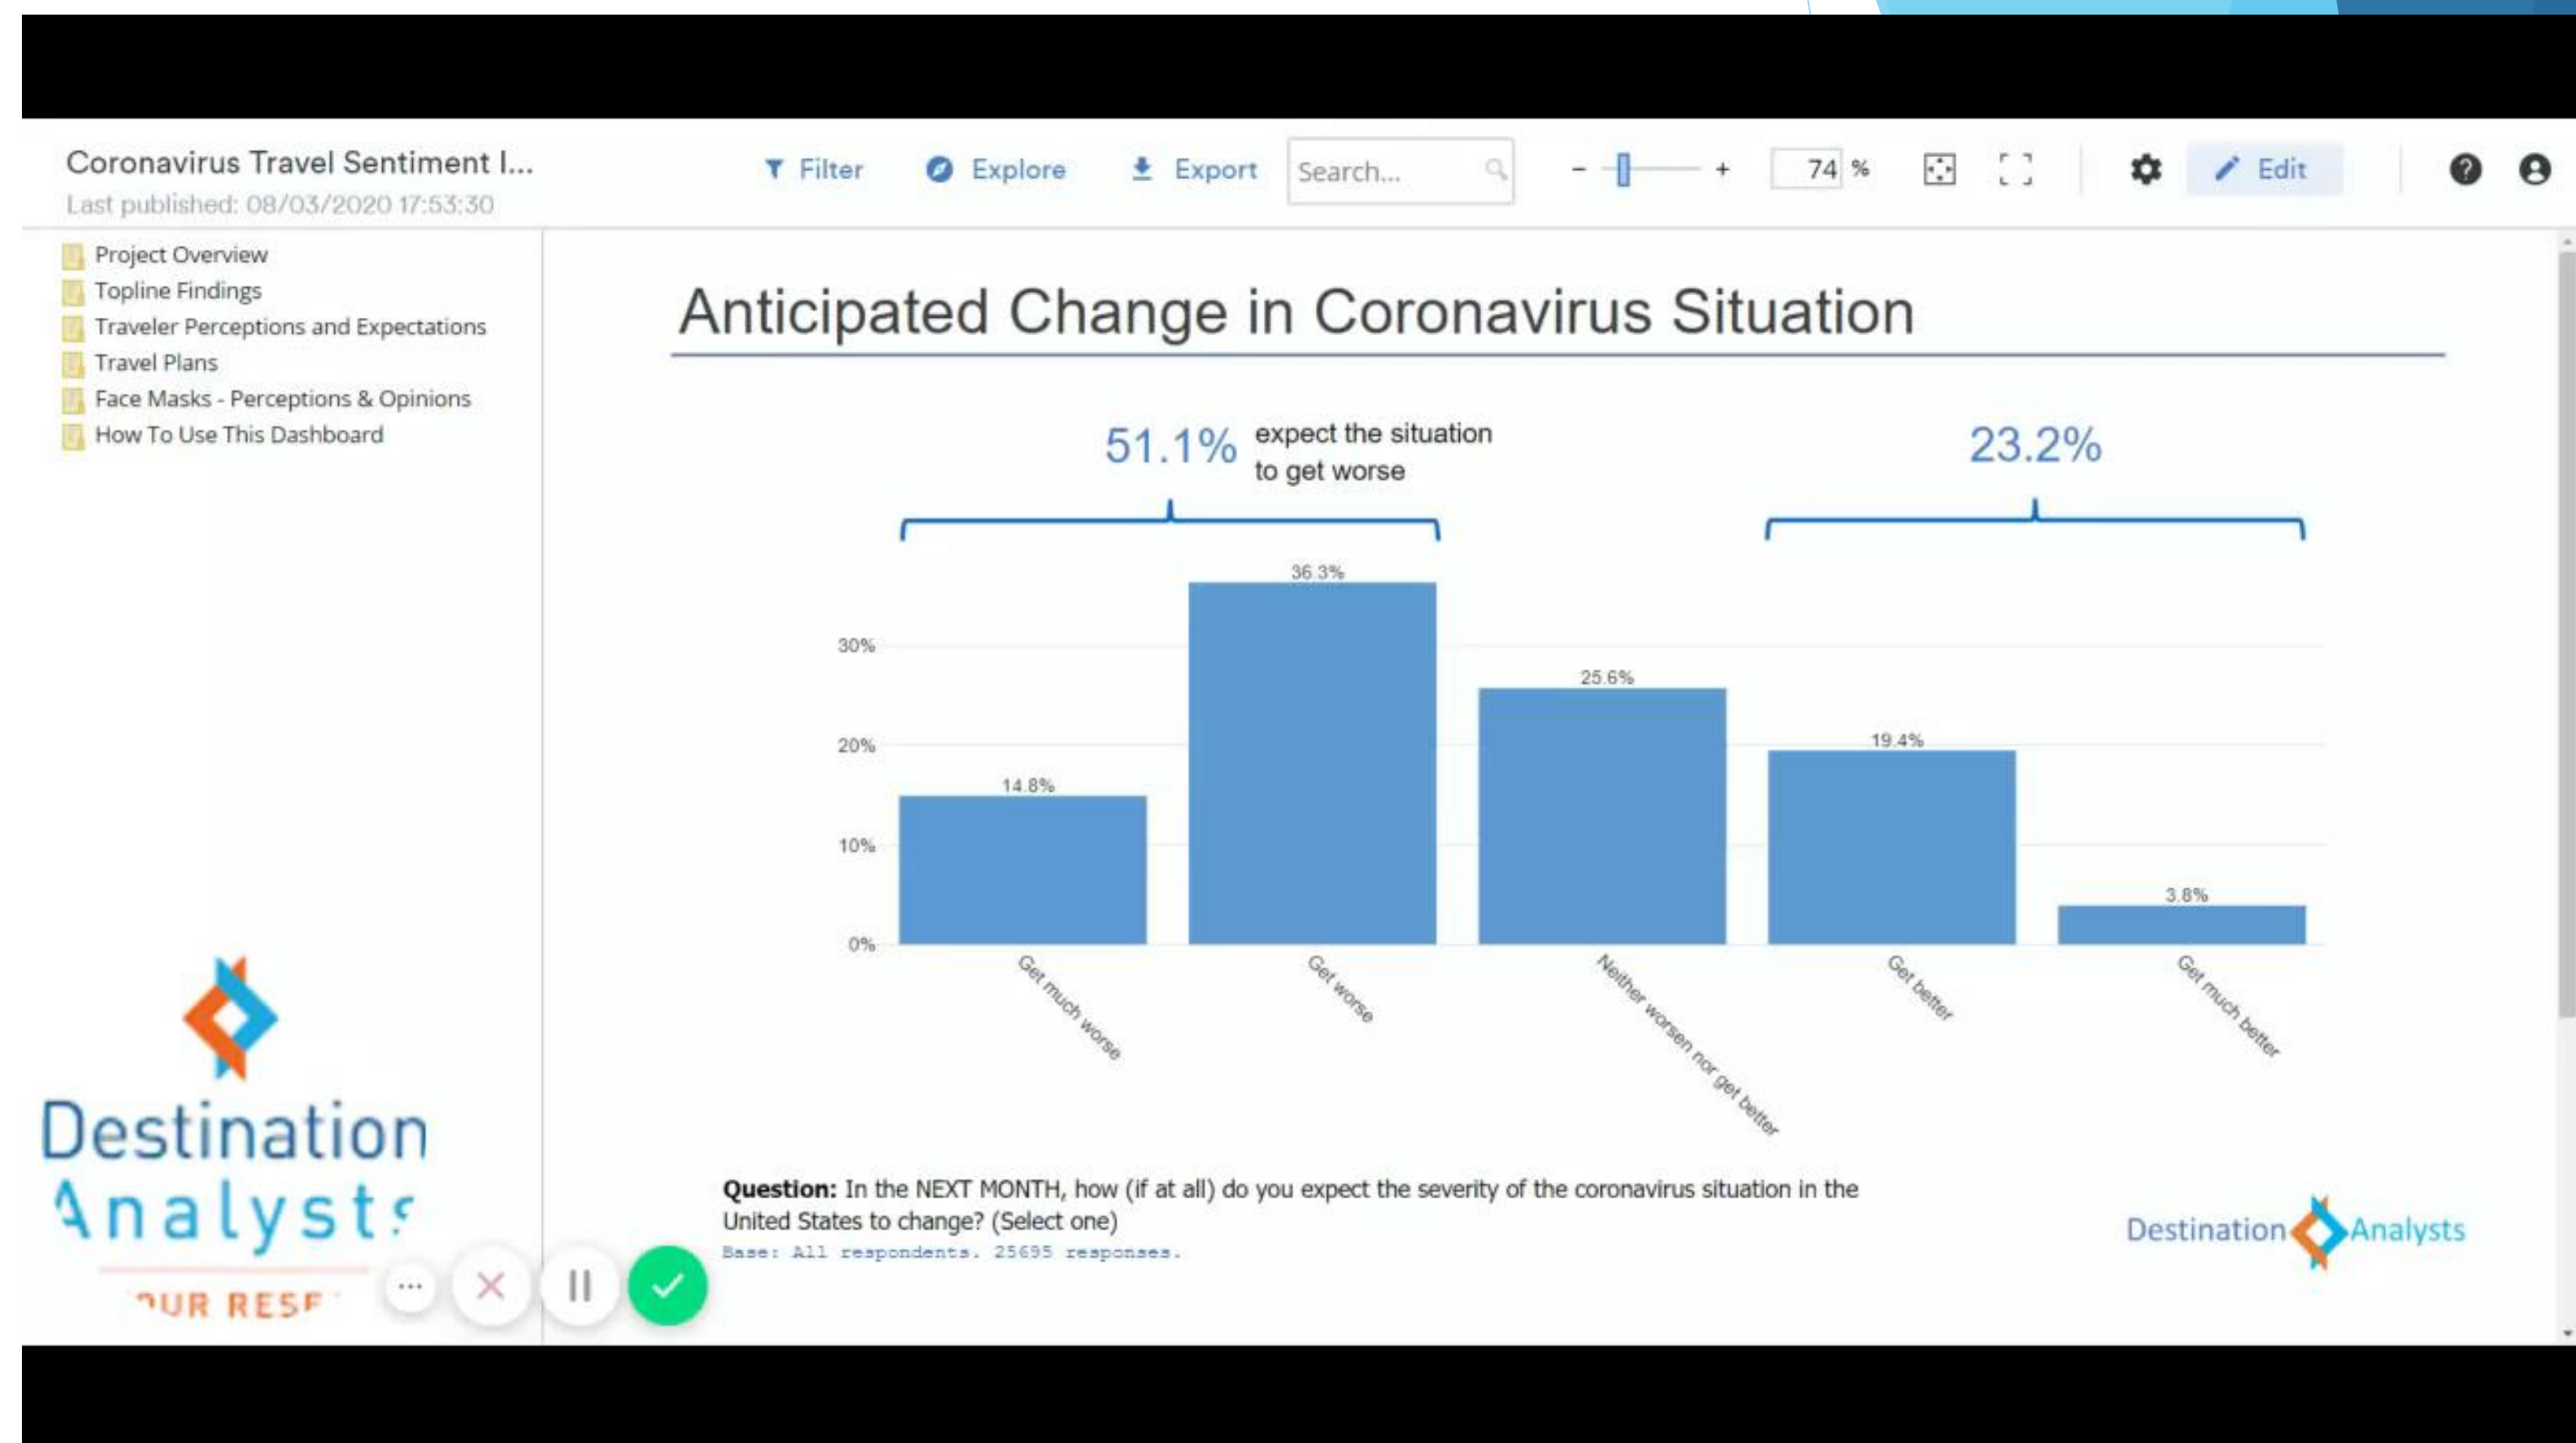 Coronavirus Travel Sentiment I...
Last published: 08/03/2020 17:53:30
Filter
Explore
Export
Search...
- +
74 %
Edit
Project Overview
Topline Findings
Traveler Perceptions and Expectations
Travel Plans
Face Masks - Perceptions & Opinions
How To Use This Dashboard
Anticipated Change in Coronavirus Situation
51.1% expect the situation
to get worse
23.2%
36.3%
30%
25.6%
20%
19.4%
14.8%
10%
3.8%
0%
Get much worse
Get worse
Neither worsen nor get better
Get better
Get much better
Question: In the NEXT MONTH, how (if at all) do you expect the severity of the coronavirus situation in the
United States to change? (Select one)
Base: All respondents. 25695 responses.
Destination Analysts
Destination
Analysts
OUR RESE